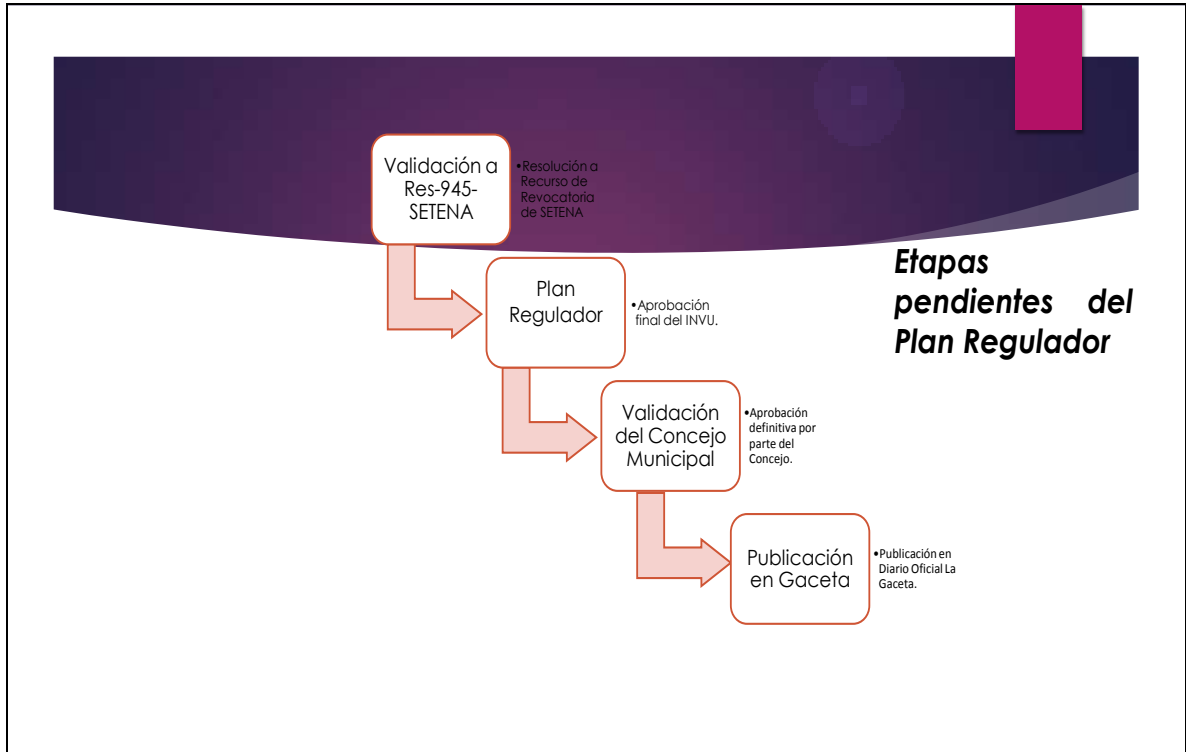 Validación a
Res-945-
SETENA
•Resolución a
Recurso de
Revocatoria
de SETENA
Etapas
pendientes del
Plan Regulador
Plan
Regulador
•Aprobación
final del INVU.
Validación
del Concejo
Municipal
•Aprobación
definitiva por
parte del
Concejo.
Publicación
en Gaceta
•Publicación en
Diario Oficial La
Gaceta.